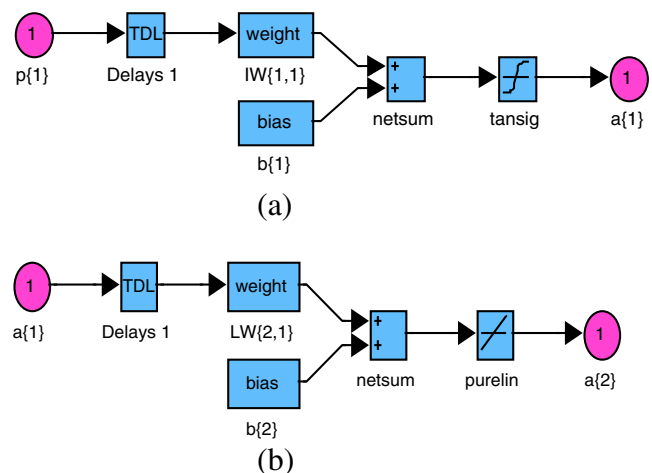 1 TDL weight
p{1} Delays 1 IW{1,1}
+
+
1
bias netsum tansig a{1}
b{1}
(a)
1 TDL weight
a{1} Delays 1 LW{2,1}
+
+
1
bias netsum purelin a{2}
b{2}
(b)